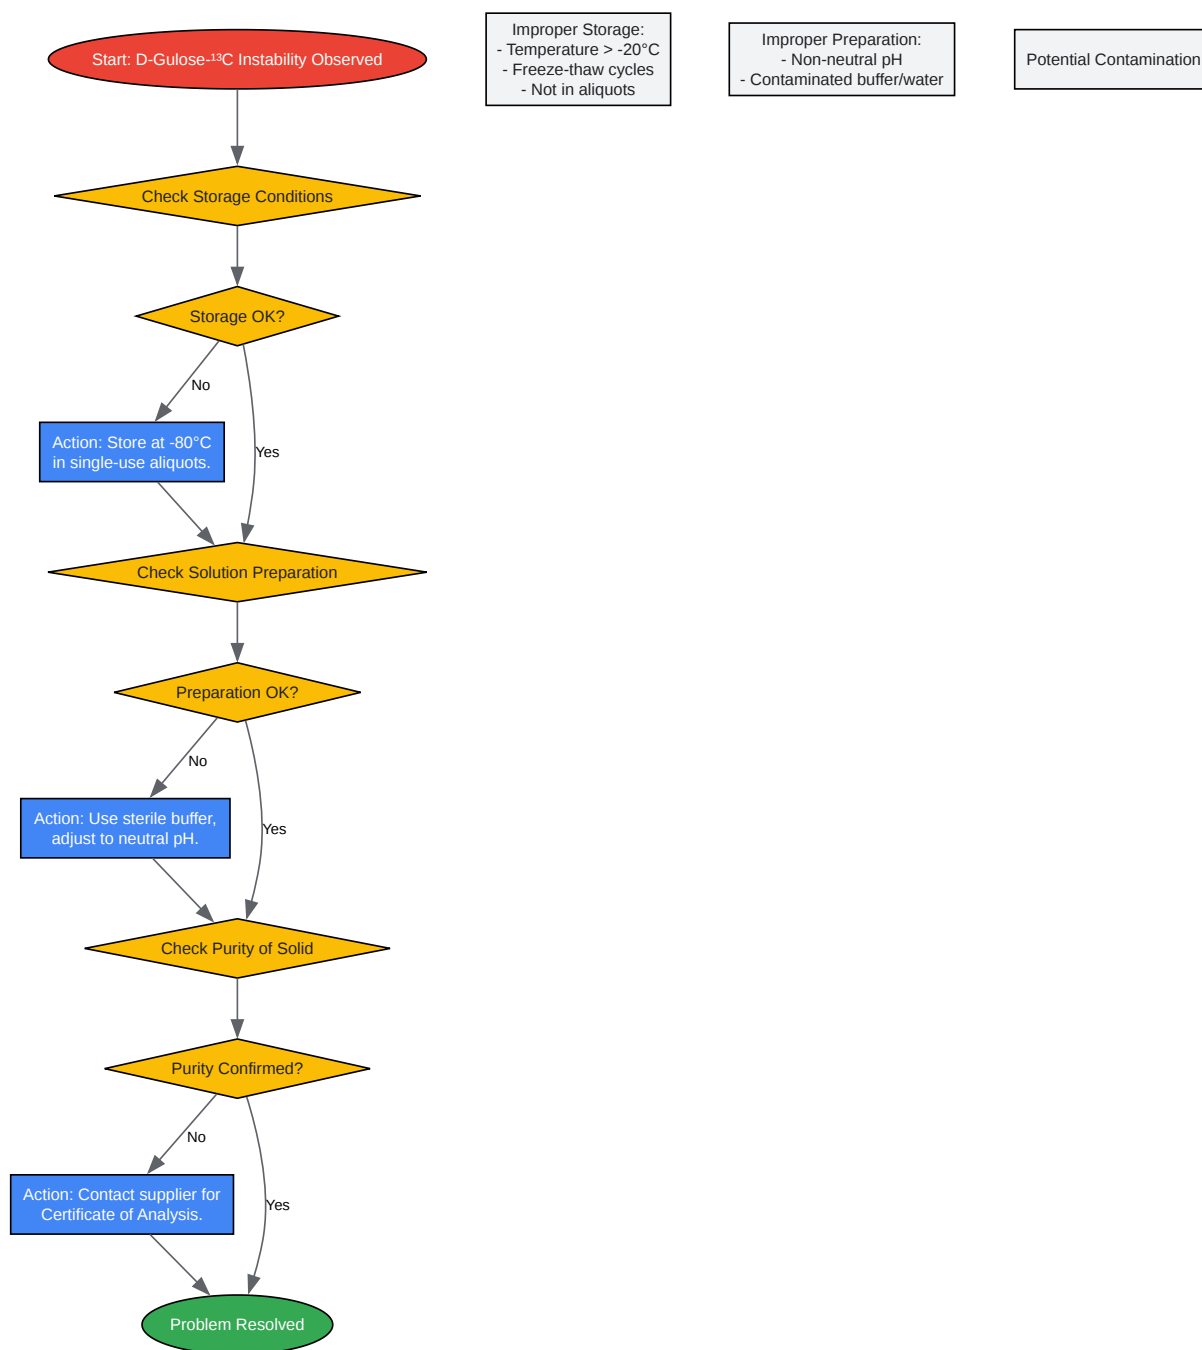 Start: D-Gulose-¹³C Instability Observed
Improper Storage:
- Temperature > -20°C
- Freeze-thaw cycles
- Not in aliquots
Improper Preparation:
- Non-neutral pH
- Contaminated buffer/water
Potential Contamination
Check Storage Conditions
Storage OK?
No
Action: Store at -80°C
in single-use aliquots.
Yes
Check Solution Preparation
Preparation OK?
No
Action: Use sterile buffer,
adjust to neutral pH.
Yes
Check Purity of Solid
Purity Confirmed?
No
Action: Contact supplier for
Certificate of Analysis.
Yes
Problem Resolved